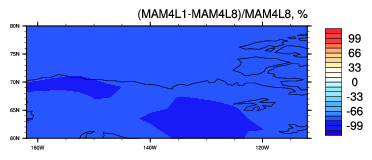 (MAM4L1-MAM4L8)/MAM4L8, %
80N
75N
70N
65N
60N
160W
140W
120W
99
66
33
0
-33
-66
-99